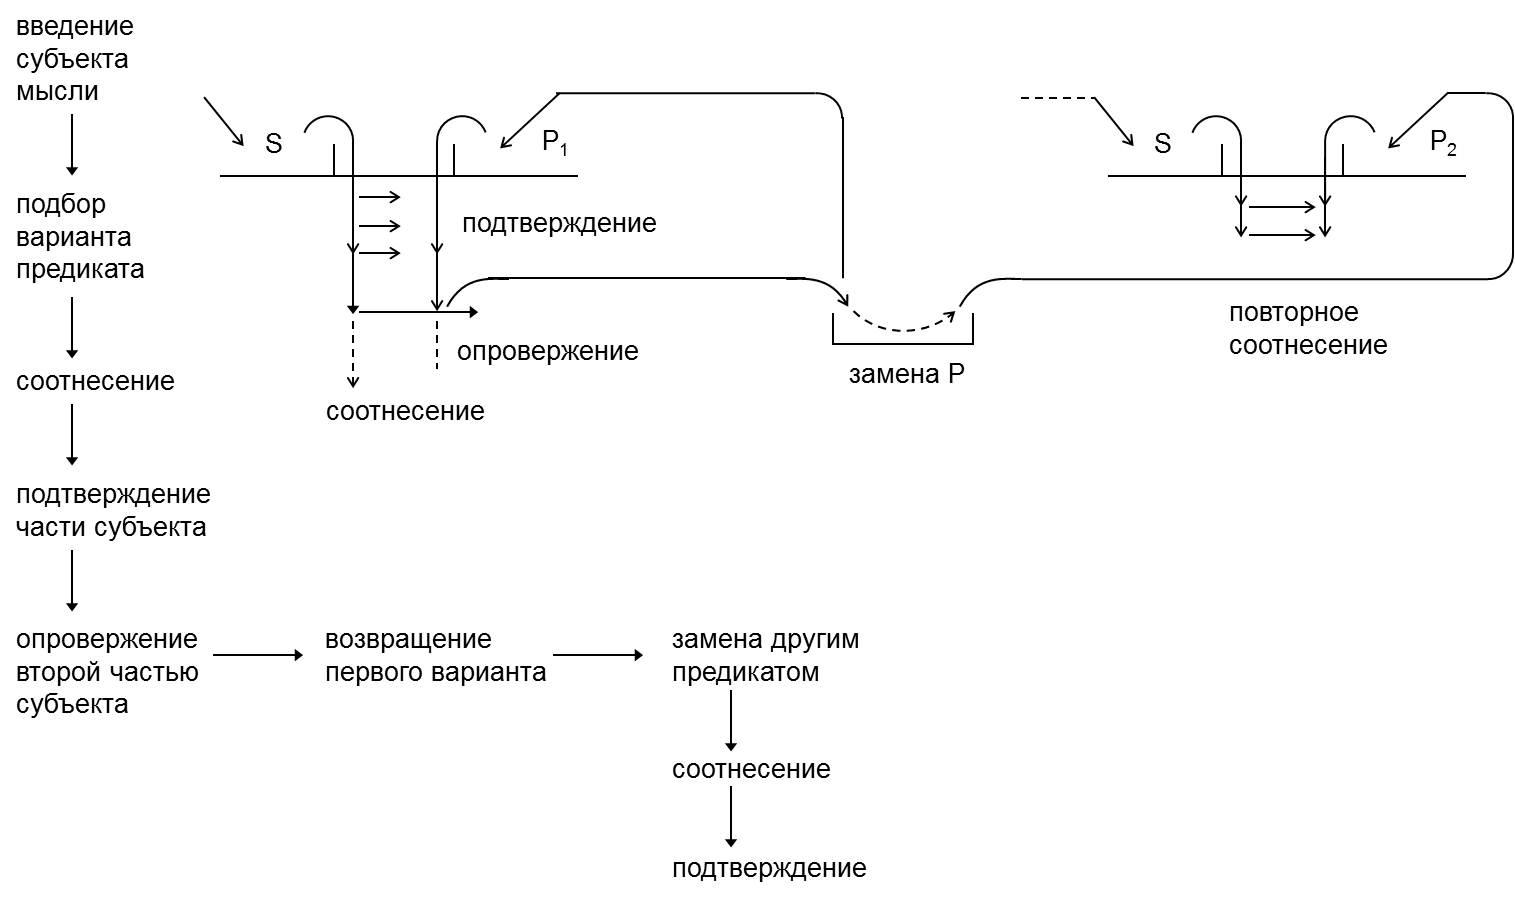 введение
субъекта
мысли
подбор
варианта
предиката
соотнесение
подтверждение
части субъекта
опровержение
второй частью
субъекта
S
P1
подтверждение
опровержение
соотнесение
замена P
S
P2
повторное
соотнесение
возвращение
первого варианта
замена другим
предикатом
соотнесение
подтверждение